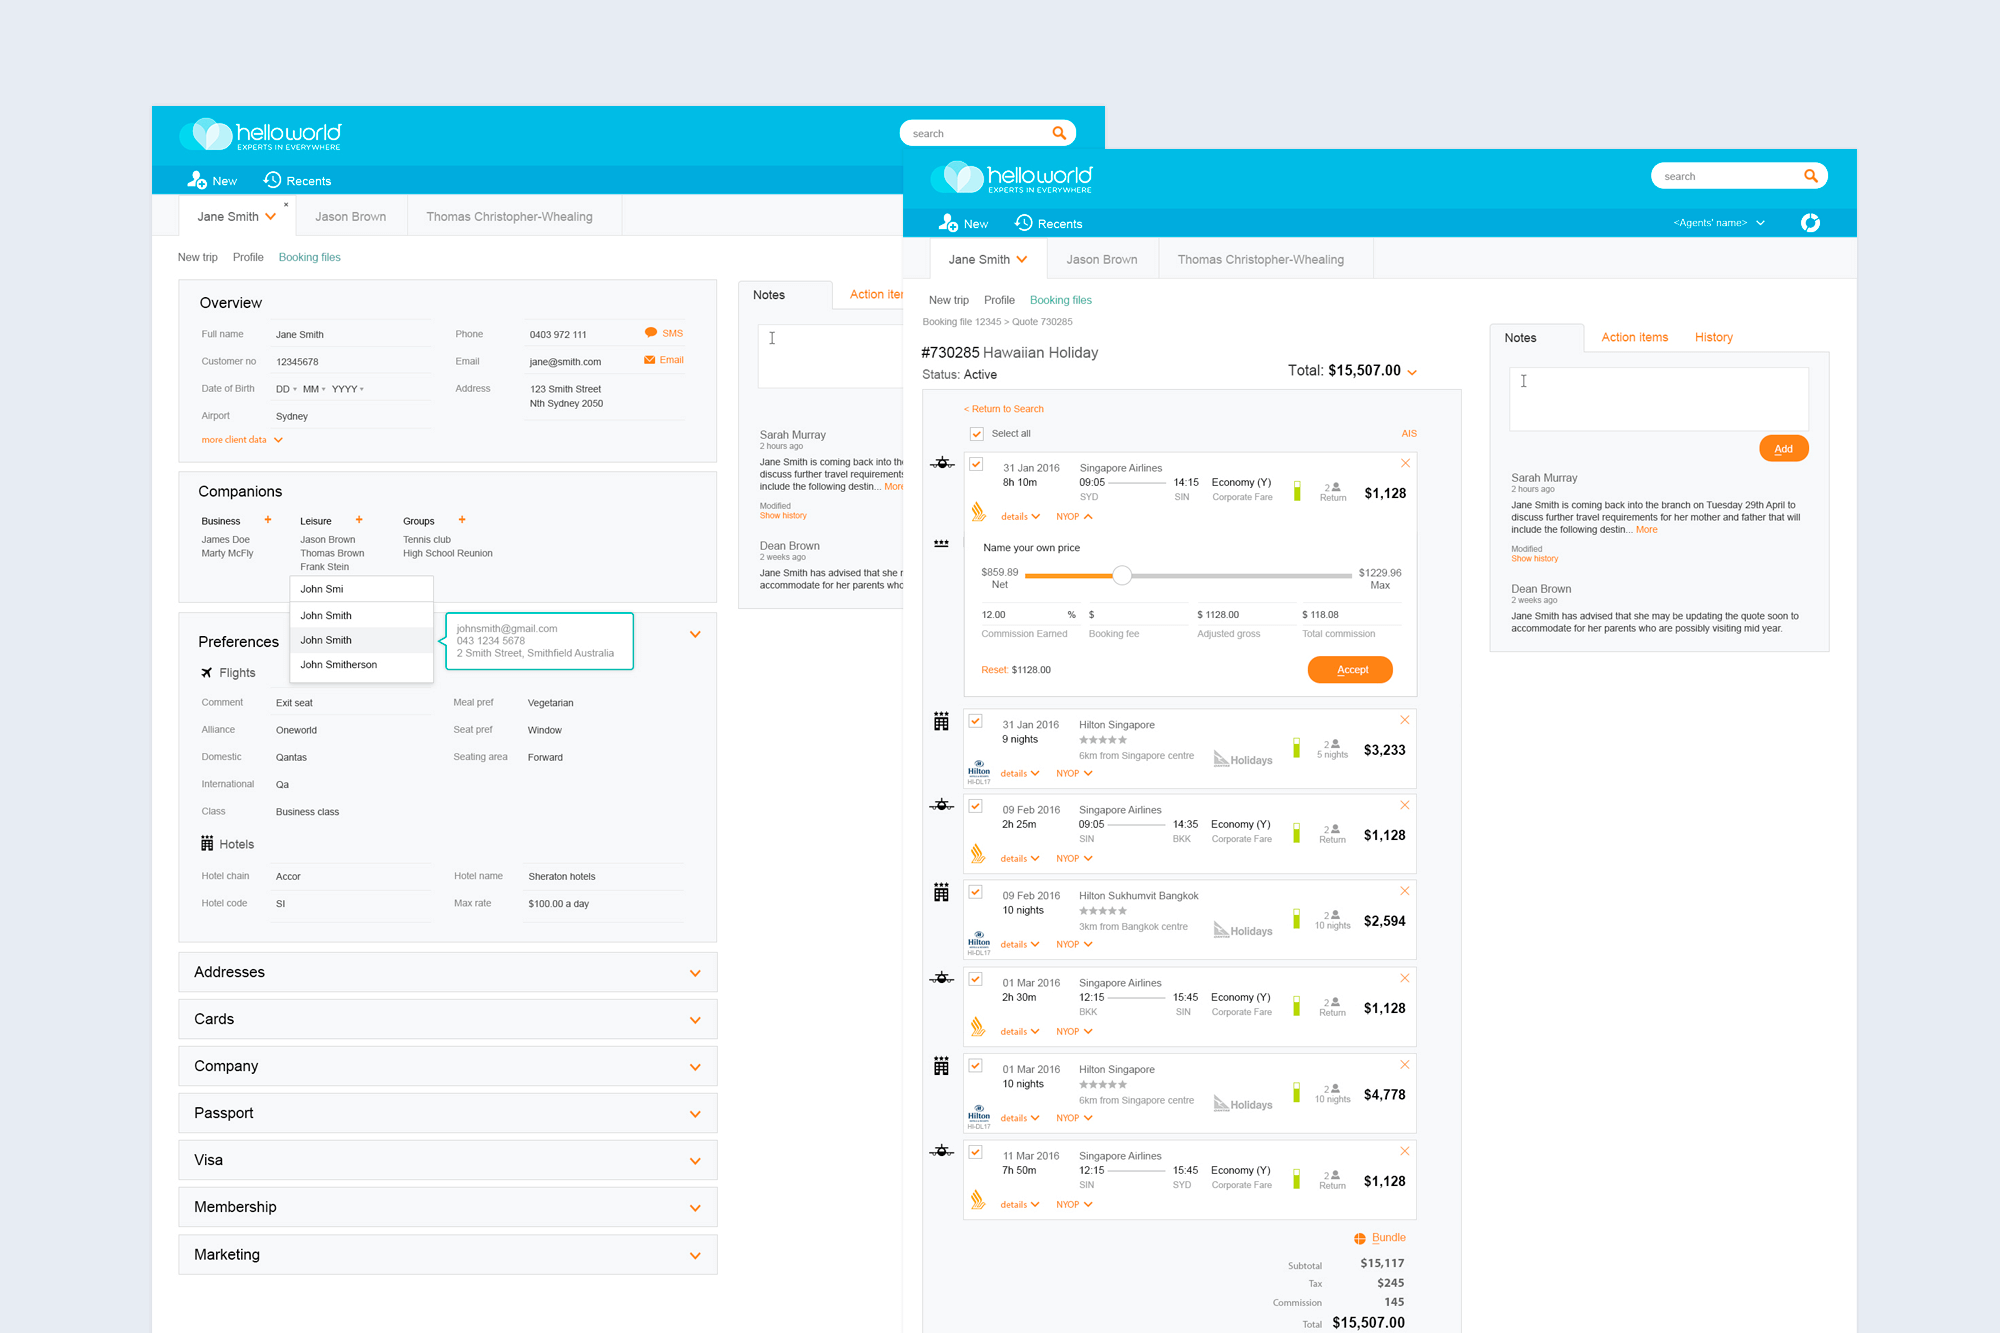 helloworld
EXPERTS IN EVERYWHERE
search
New
Recents
Jane Smith
×
Jason Brown
Thomas Christopher-Whealing
New trip Profile Booking files
Overview
Full name Jane Smith
Customer no 12345678
Date of Birth DD MM YYYY
Airport Sydney
more client data
Phone 0403 972 111 SMS
Email jane@smith.com Email
Address 123 Smith Street
Nth Sydney 2050
Companions
Business + Leisure + Groups +
James Doe Jason Brown Tennis club
Marty McFly Thomas Brown High School Reunion
Frank Stein
John Smi
John Smith
John Smith
John Smitherson
johnsmith@gmail.com
043 1234 5678
2 Smith Street, Smithfield Australia
Preferences
Flights
Comment Exit seat Meal pref Vegetarian
Alliance Oneworld Seat pref Window
Domestic Qantas Seating area Forward
International Qa
Class Business class
Hotels
Hotel chain Accor Hotel name Sheraton hotels
Hotel code SI Max rate $100.00 a day
Addresses
Cards
Company
Passport
Visa
Membership
Marketing
Notes Action iter
Sarah Murray
2 hours ago
Jane Smith is coming back into the
discuss further travel requirements
include the following destin... More
Modified
Show history
Dean Brown
2 weeks ago
Jane Smith has advised that she r
accommodate for her parents who
helloworld
EXPERTS IN EVERYWHERE
search
New
Recents
<Agents' name>
Jane Smith
Jason Brown
Thomas Christopher-Whealing
New trip Profile Booking files
Booking file 12345 > Quote 730285
#730285 Hawaiian Holiday
Status: Active
Total: $15,507.00
< Return to Search
Select all AIS
31 Jan 2016 Singapore Airlines
8h 10m 09:05 14:15 Economy (Y) 2 $1,128
SYD SIN Corporate Fare Return
details NYOP
Name your own price
$859.89 $1229.96
Net Max
12.00 % $ $ 1128.00 $ 118.08
Commission Earned Booking fee Adjusted gross Total commission
Reset: $1128.00 Accept
31 Jan 2016 Hilton Singapore
9 nights 2 $3,233
6km from Singapore centre Holidays 5 nights
Hilton
HI-DL17
details NYOP
09 Feb 2016 Singapore Airlines
2h 25m 09:05 14:35 Economy (Y) 2 $1,128
SIN BKK Corporate Fare Return
details NYOP
09 Feb 2016 Hilton Sukhumvit Bangkok
10 nights 2 $2,594
3km from Bangkok centre Holidays 10 nights
Hilton
HI-DL17
details NYOP
01 Mar 2016 Singapore Airlines
2h 30m 12:15 15:45 Economy (Y) 2 $1,128
BKK SIN Corporate Fare Return
details NYOP
01 Mar 2016 Hilton Singapore
10 nights 2 $4,778
6km from Singapore centre Holidays 10 nights
Hilton
HI-DL17
details NYOP
11 Mar 2016 Singapore Airlines
7h 50m 12:15 15:45 Economy (Y) 2 $1,128
SIN SYD Corporate Fare Return
details NYOP
Bundle
Subtotal $15,117
Tax $245
Commission 145
Total $15,507.00
Notes Action items History
Add
Sarah Murray
2 hours ago
Jane Smith is coming back into the branch on Tuesday 29th April to
discuss further travel requirements for her mother and father that will
include the following destin... More
Modified
Show history
Dean Brown
2 weeks ago
Jane Smith has advised that she may be updating the quote soon to
accommodate for her parents who are possibly visiting mid year.